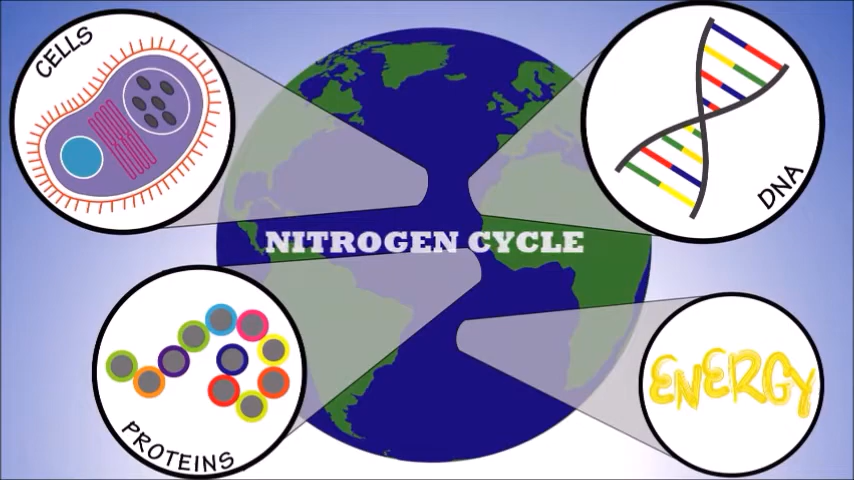 CELLS
DNA
NITROGEN CYCLE
PROTEINS
ENERGY